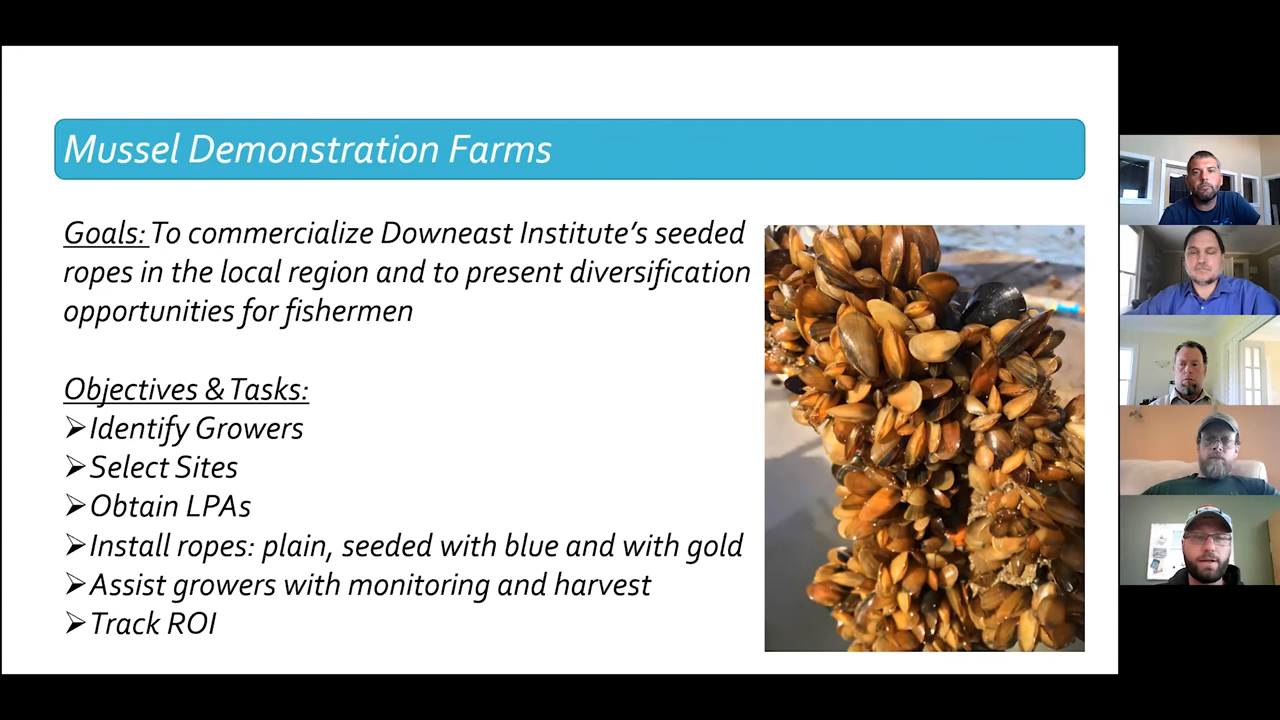 Mussel Demonstration Farms
Goals: To commercialize Downeast Institute's seeded
ropes in the local region and to present diversification
opportunities for fishermen
Objectives & Tasks:
➢Identify Growers
➢Select Sites
➢Obtain LPAs
➢Install ropes: plain, seeded with blue and with gold
➢Assist growers with monitoring and harvest
➢Track ROI